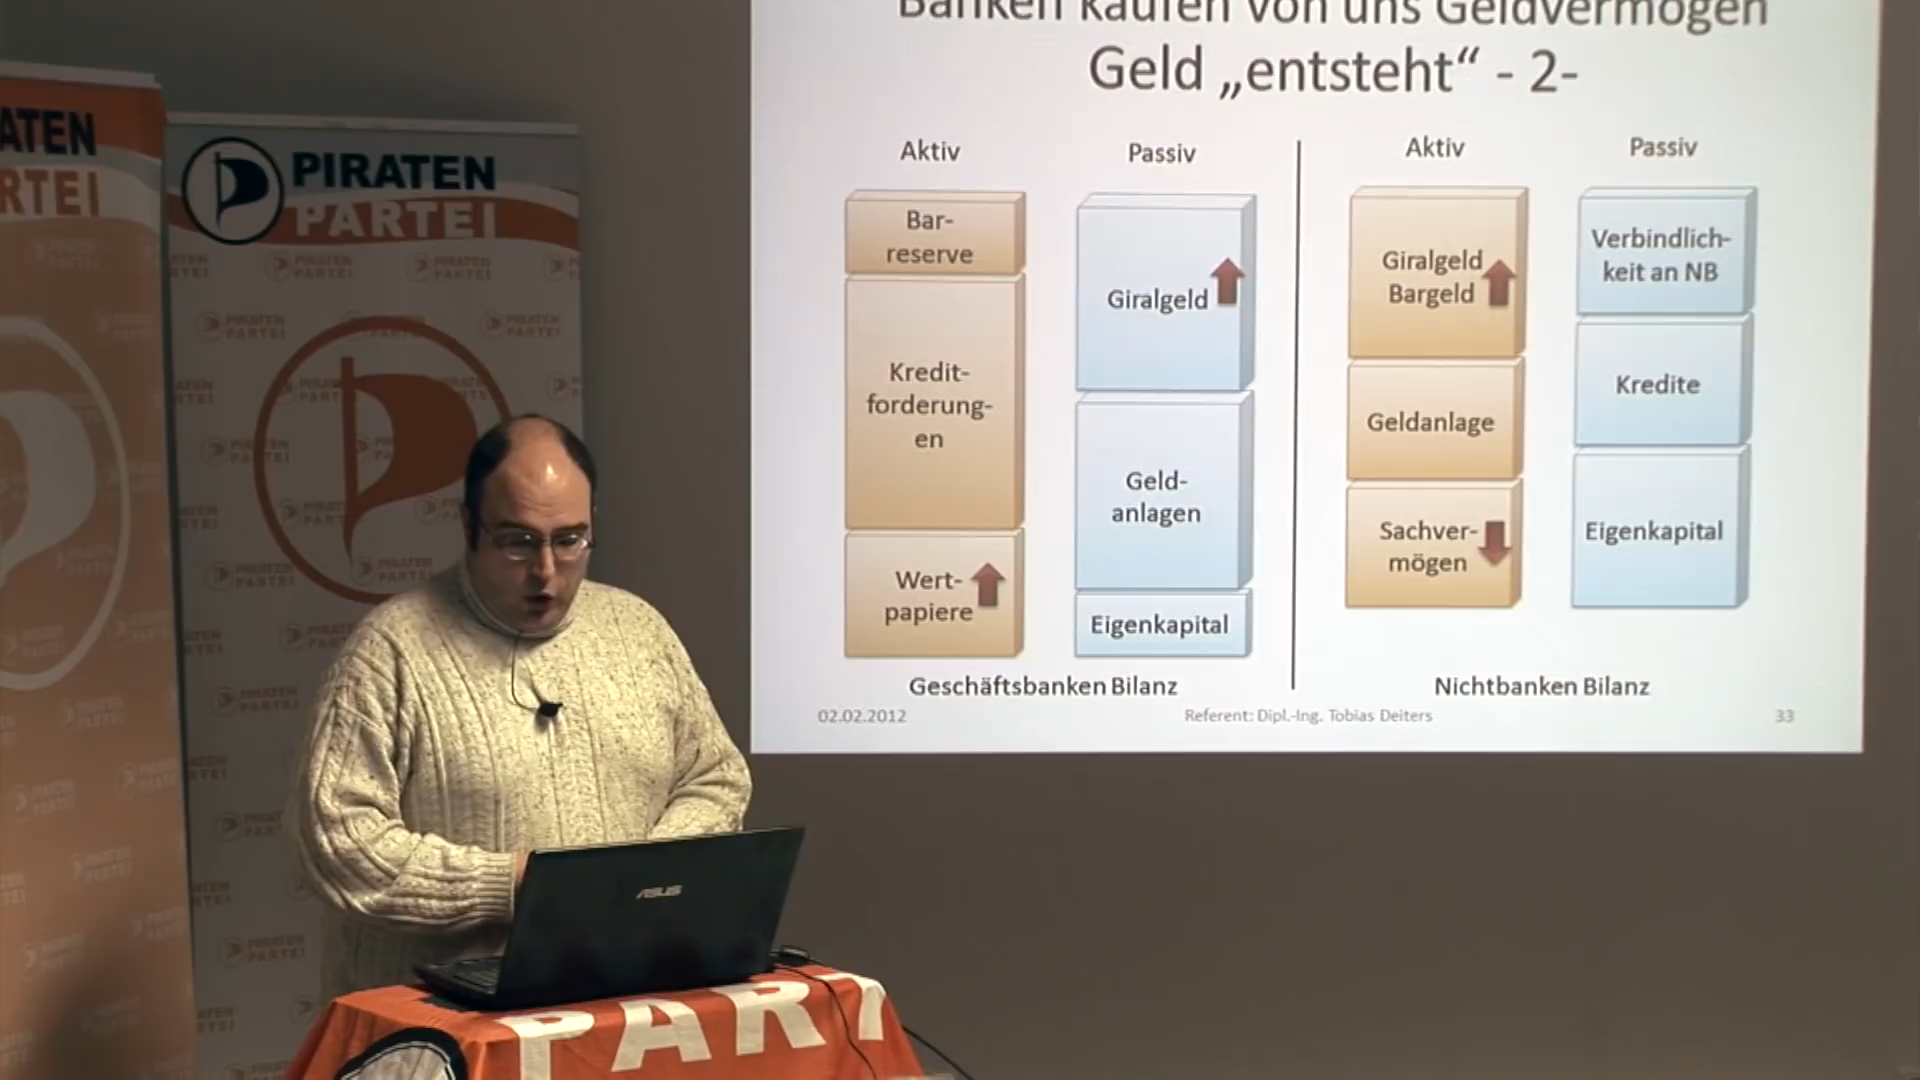 Banken kaufen von uns Geldvermögen
Geld „entsteht“ - 2-
Aktiv
Passiv
Aktiv
Passiv
Bar-
reserve
Kredit-
forderung-
en
Wert-
papiere
Giralgeld
Geld-
anlagen
Eigenkapital
Giralgeld
Bargeld
Geldanlage
Sachver-
mögen
Verbindlich-
keit an NB
Kredite
Eigenkapital
Geschäftsbanken Bilanz
Nichtbanken Bilanz
02.02.2012
Referent: Dipl.-Ing. Tobias Deiters
33
ATEN
RTEI
PIRATEN
PARTEI
ASUS
PART